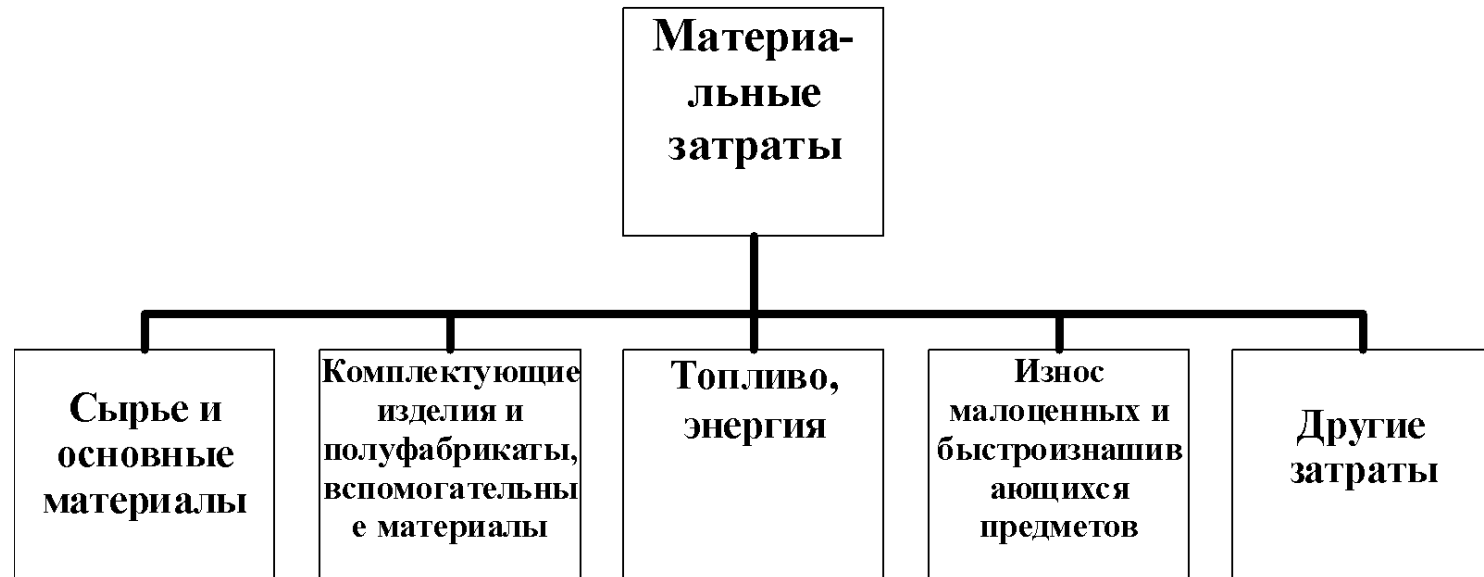 Материа-
льные
затраты
Сырье и
основные
материалы
Комплектующие
изделия и
полуфабрикаты,
вспомогательны
е материалы
Топливо,
энергия
Износ
малоценных и
быстроизнашив
ающихся
предметов
Другие
затраты